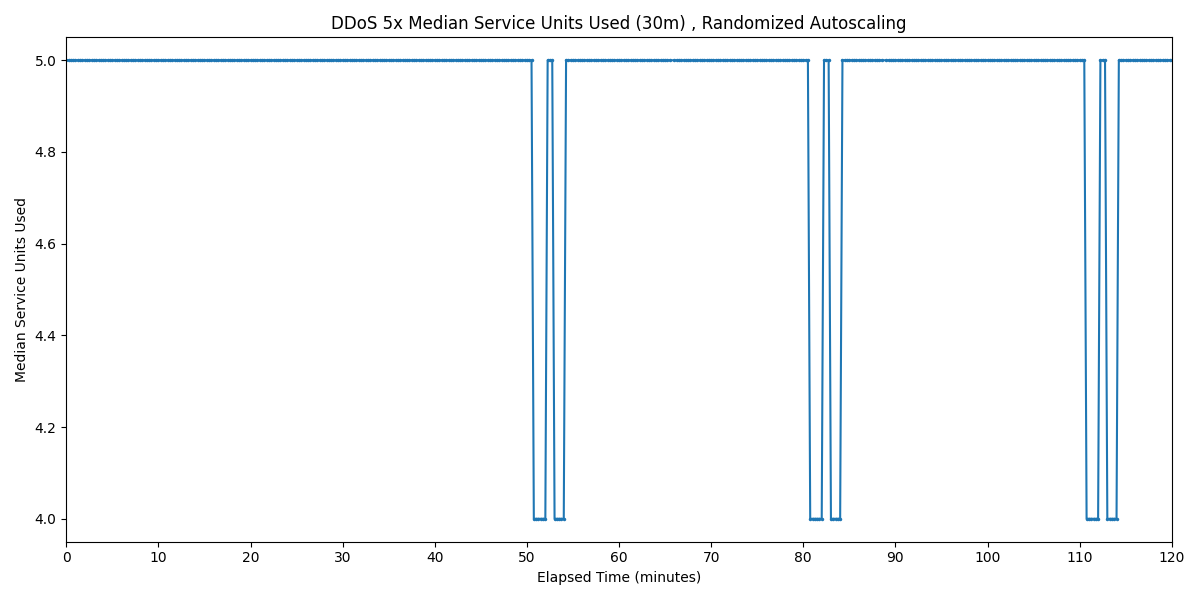 DDoS 5x Median Service Units Used (30m) , Randomized Autoscaling
5.0
4.8
4.6
4.4
4.2
4.0
Median Service Units Used
0 10 20 30 40 50 60 70 80 90 100 110 120
Elapsed Time (minutes)